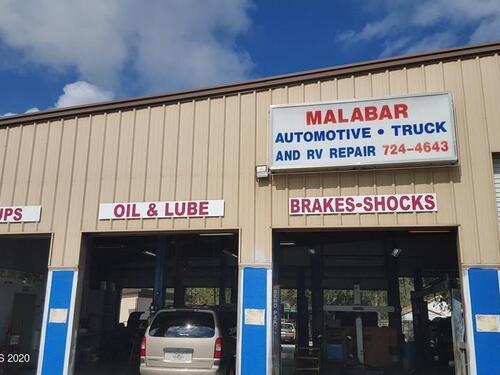 MALABAR
AUTOMOTIVE • TRUCK
AND RV REPAIR 724-4643
UPS
OIL & LUBE
BRAKES-SHOCKS
S 2020